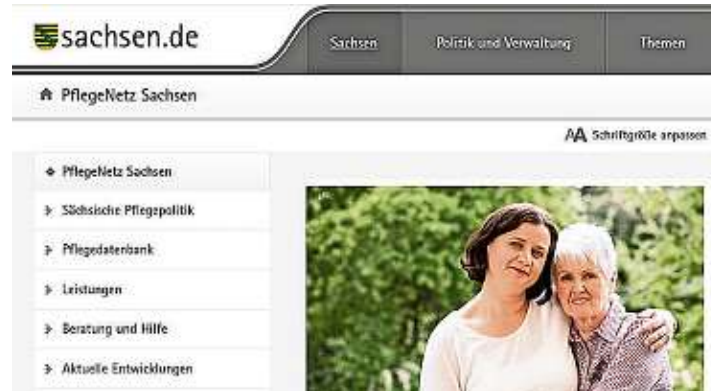 sachsen.de
Sachsen
Politik und Verwaltung
Themen
PflegeNetz Sachsen
AA Schriftgröße anpassen
PflegeNetz Sachsen
Sächsische Pflegepolitik
Pflegedatenbank
Leistungen
Beratung und Hilfe
Aktuelle Entwicklungen